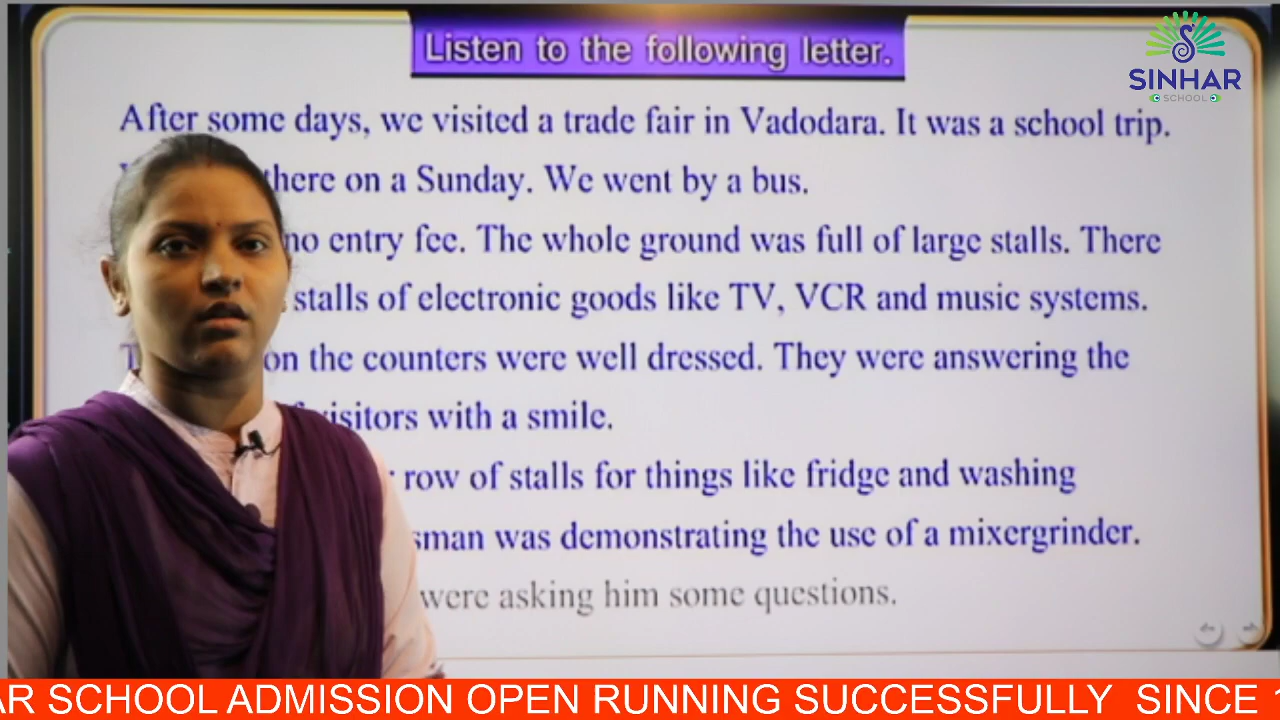 Listen to the following letter.
SINHAR
SCHOOL
After some days, we visited a trade fair in Vadodara. It was a school trip.
there on a Sunday. We went by a bus.
no entry fee. The whole ground was full of large stalls. There
stalls of electronic goods like TV, VCR and music systems.
on the counters were well dressed. They were answering the
visitors with a smile.
row of stalls for things like fridge and washing
was demonstrating the use of a mixergrinder.
were asking him some questions.
SCHOOL ADMISSION OPEN RUNNING SUCCESSFULLY SINCE